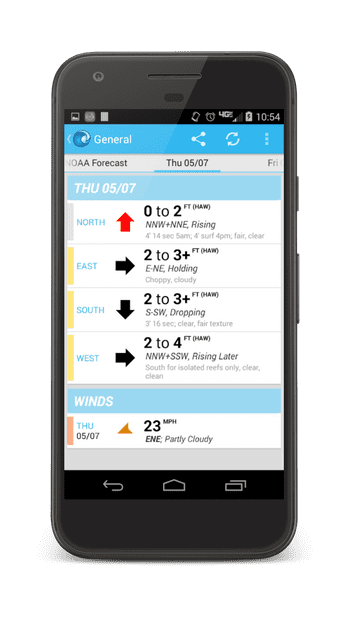 4G
10:54
General
OAA Forecast
Thu 05/07
Fri
THU 05/07
NORTH
0 to 2 FT (HAW)
NNW+NNE, Rising
4' 14 sec 5am; 4' surf 4pm; fair, clear
EAST
2 to 3+ FT (HAW)
E-NE, Holding
Choppy, cloudy
SOUTH
2 to 3+ FT (HAW)
S-SW, Dropping
3' 16 sec; clear, fair texture
WEST
2 to 4 FT (HAW)
NNW+SSW, Rising Later
South for isolated reefs only, clear,
clean
WINDS
THU
05/07
23 MPH
ENE; Partly Cloudy